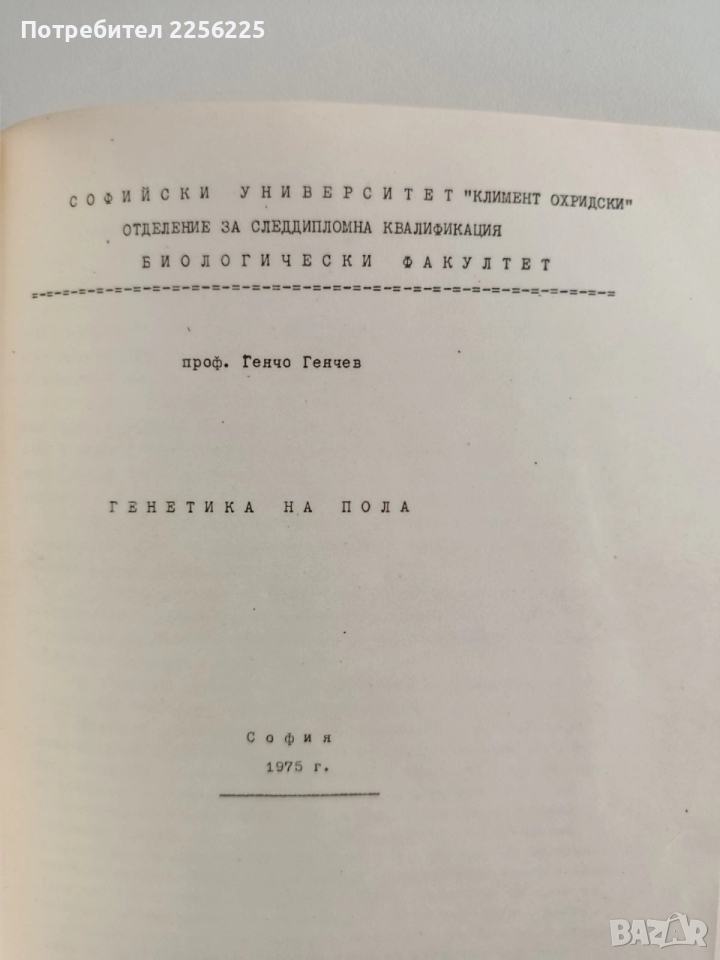 Потребител 2256225
СОФИЙСКИ УНИВЕРСИТЕТ "КЛИМЕНТ ОХРИДСКИ"
ОТДЕЛЕНИЕ ЗА СЛЕДДИПЛОМНА КВАЛИФИКАЦИЯ
БИОЛОГИЧЕСКИ ФАКУЛТЕТ
=-=-=-=-=-=-=-=-=-=-=-=-=-=-=-=-=-=-=-=-=-=-=
проф. Генчо Генчев
ГЕНЕТИКА НА ПОЛА
София
1975 г.
BAZAR